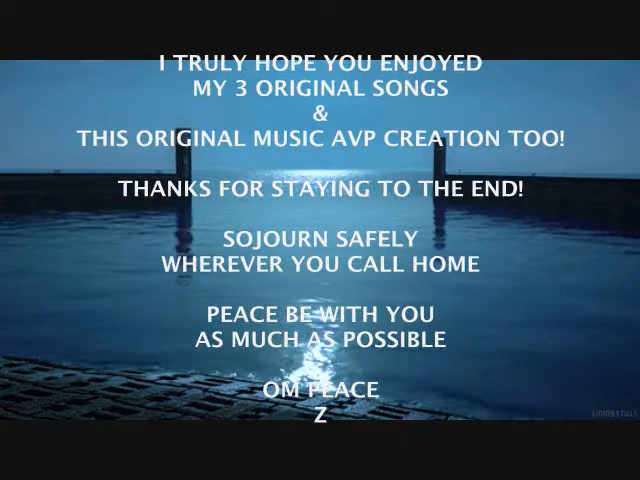 I TRULY HOPE YOU ENJOYED
MY 3 ORIGINAL SONGS
&
THIS ORIGINAL MUSIC AVP CREATION TOO!
THANKS FOR STAYING TO THE END!
SOJOURN SAFELY
WHEREVER YOU CALL HOME
PEACE BE WITH YOU
AS MUCH AS POSSIBLE
OM PEACE
Z